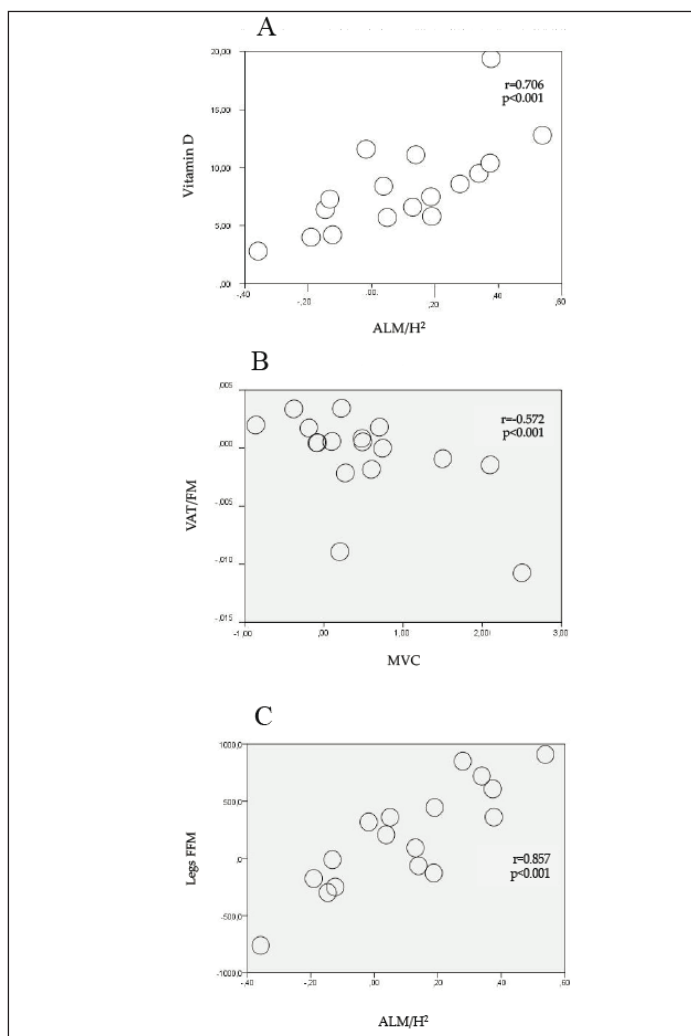 A
20,00
r=0.706
p<0.001
15,00
Vitamin D
10,00
5,00
,00
-,40
-,20
,00
,20
,40
,60
ALM/H²
B
,005
r=-0.572
p<0.001
,000
VAT/FM
-,005
-,010
-,015
-1,00
,00
1,00
2,00
3,00
MVC
C
1000,0
500,0
Legs FFM
,0
r=0.857
p<0.001
-500,0
-1000,0
-,40
-,20
,00
,20
,40
,60
ALM/H²